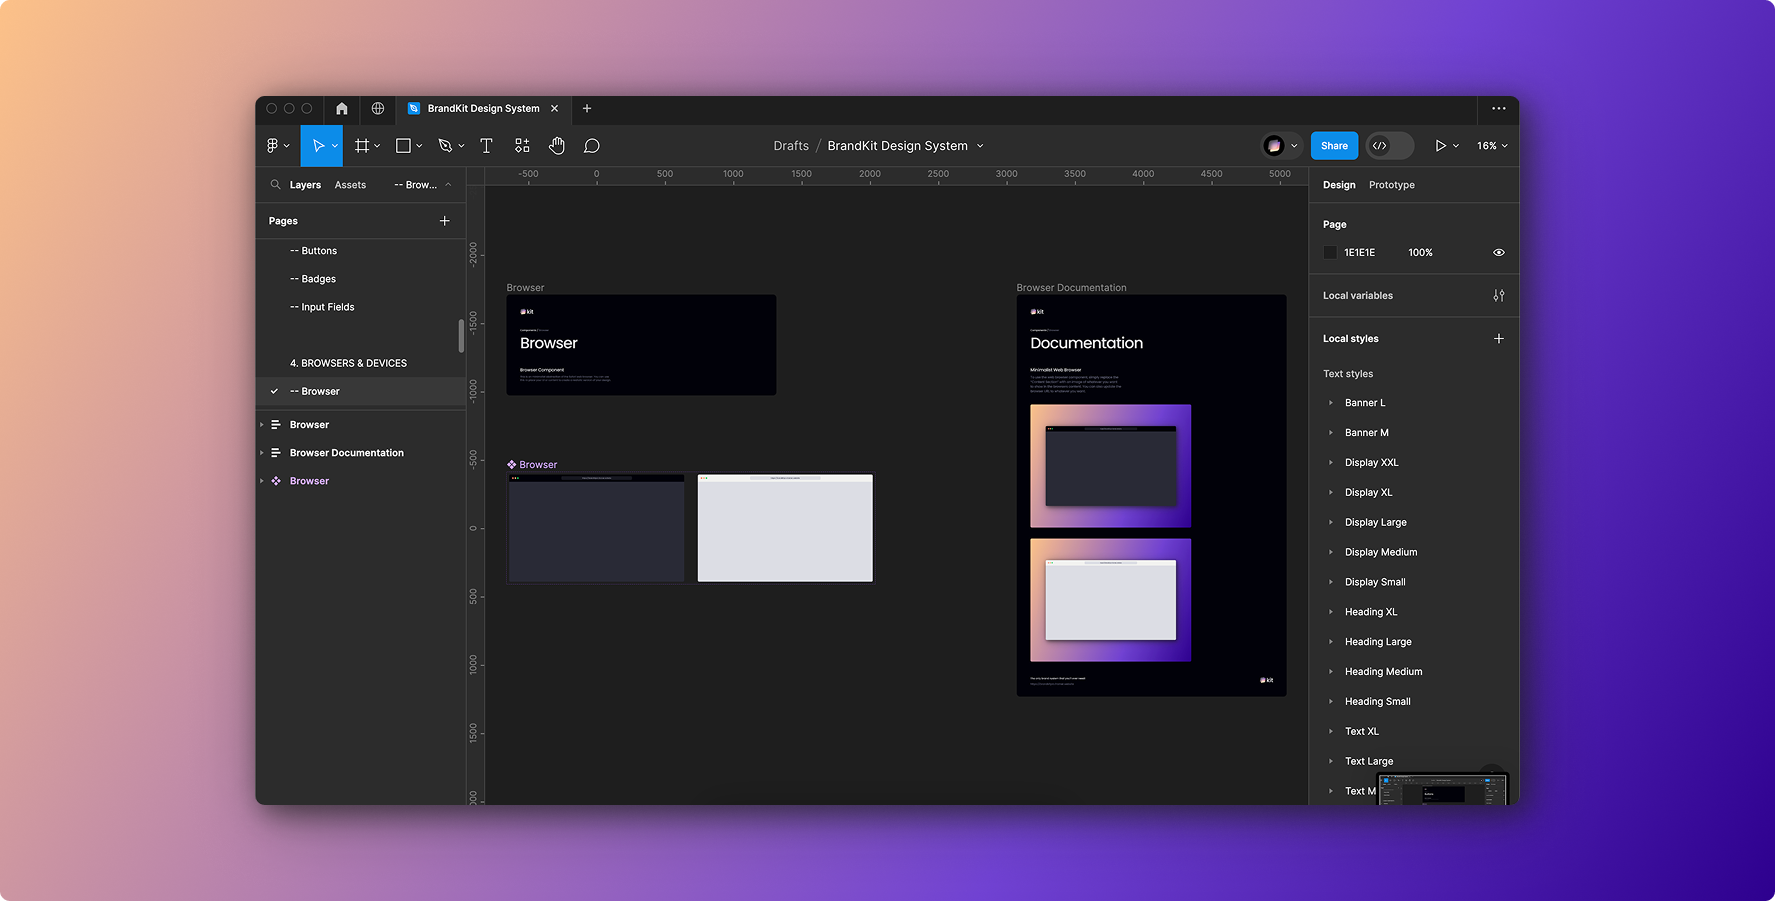 BrandKit Design System
Drafts / BrandKit Design System
Share
16%
Layers
Assets
-- Brow...
Pages
-- Buttons
-- Badges
-- Input Fields
4. BROWSERS & DEVICES
-- Browser
Browser
Browser Documentation
Browser
-500
0
500
1000
1500
2000
2500
3000
3500
4000
4500
5000
-2000
-1500
-1000
-500
0
500
1000
1500
Browser
kit
Browser
Browser Component
Browser
Browser Documentation
kit
Documentation
Minimalist Web Browser
kit
Design
Prototype
Page
1E1E1E
100%
Local variables
Local styles
Text styles
Banner L
Banner M
Display XXL
Display XL
Display Large
Display Medium
Display Small
Heading XL
Heading Large
Heading Medium
Heading Small
Text XL
Text Large
Text M